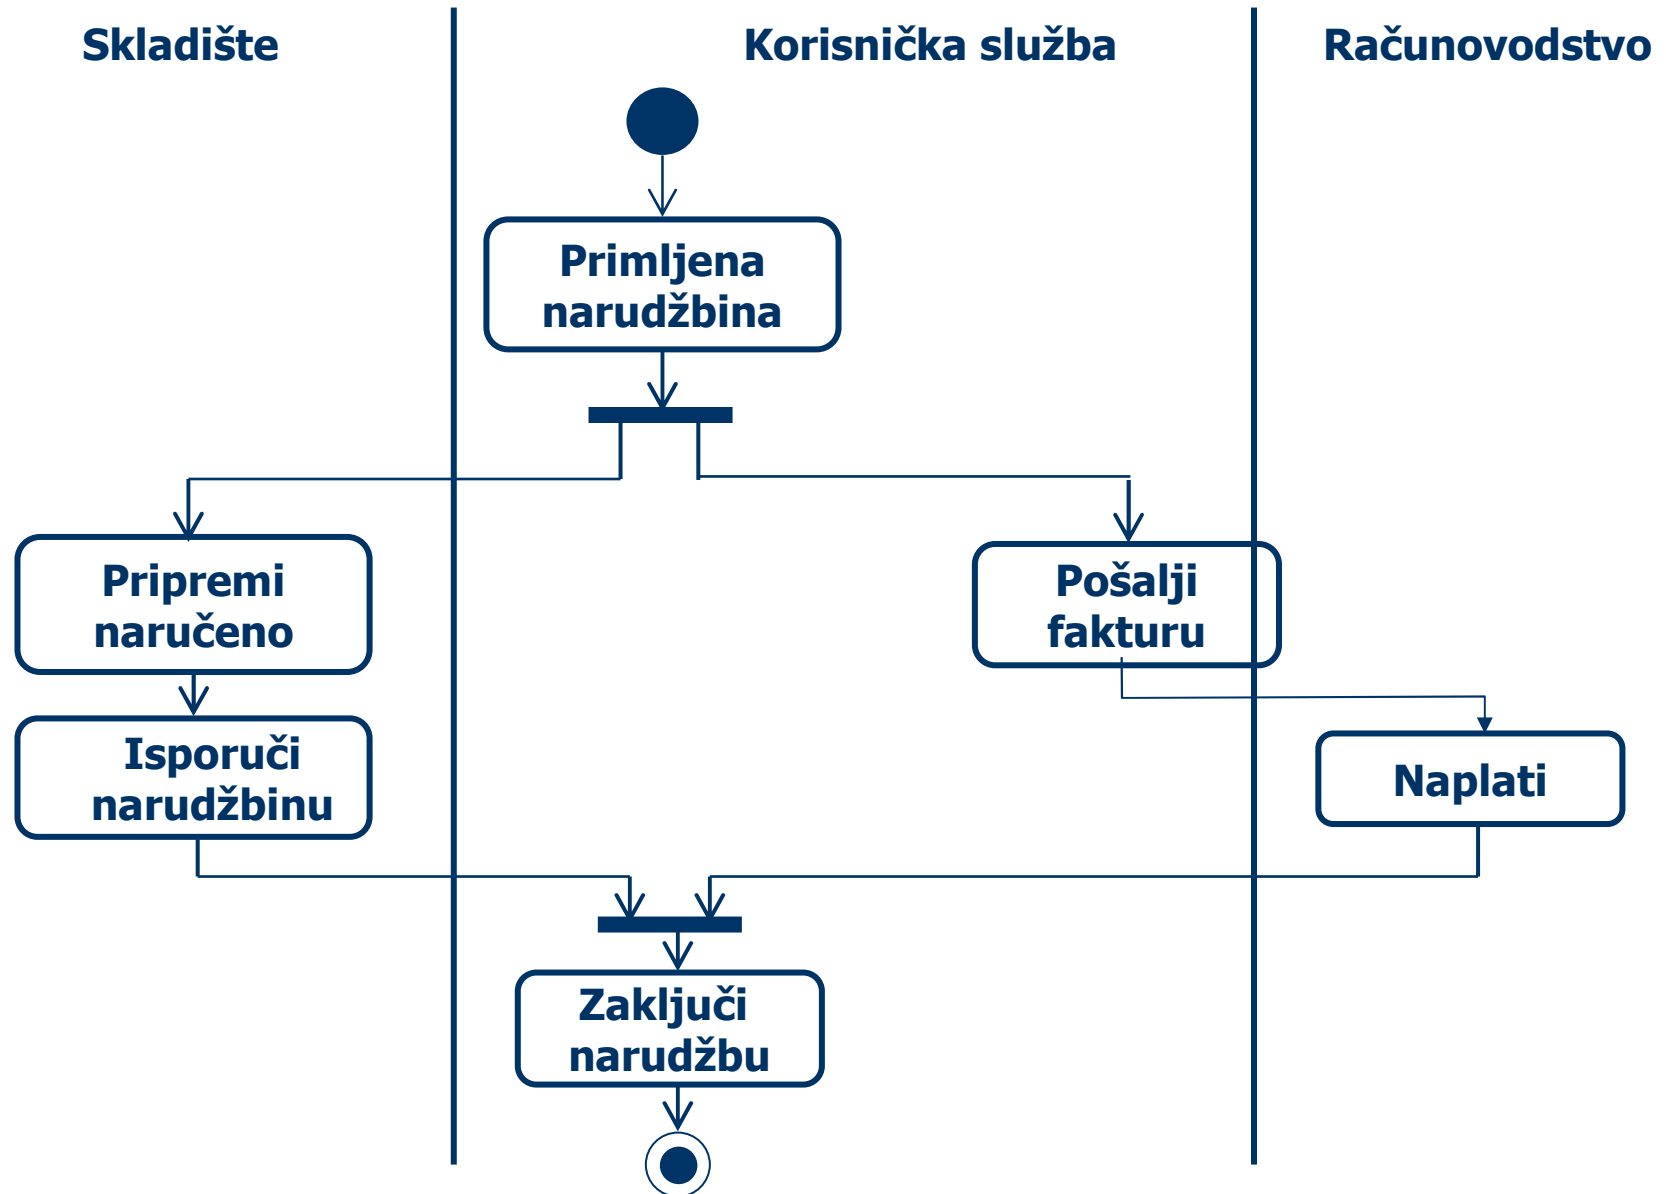 Skladište
Korisnička služba
Računovodstvo
Primljena
narudžbina
Pripremi
naručeno
Pošalji
fakturu
Isporuči
narudžbinu
Naplati
Zaključi
narudžbu